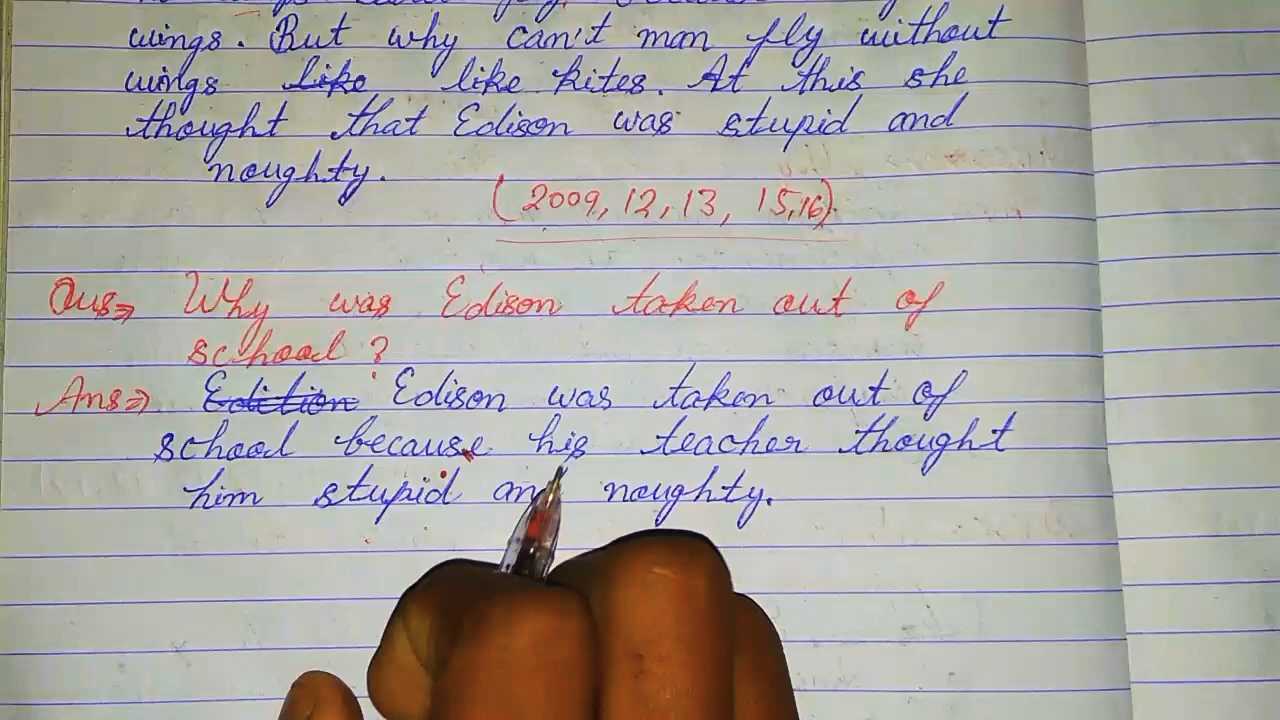 wings. But why can't man fly without
wings like like kites. At this she
thought that Edison was stupid and
naughty.
(2009, 12, 13, 15, 16)
Qus⇒ Why was Edison taken out of
school?
Ans⇒ Edition Edison was taken out of
school because his teacher thought
him stupid and naughty.